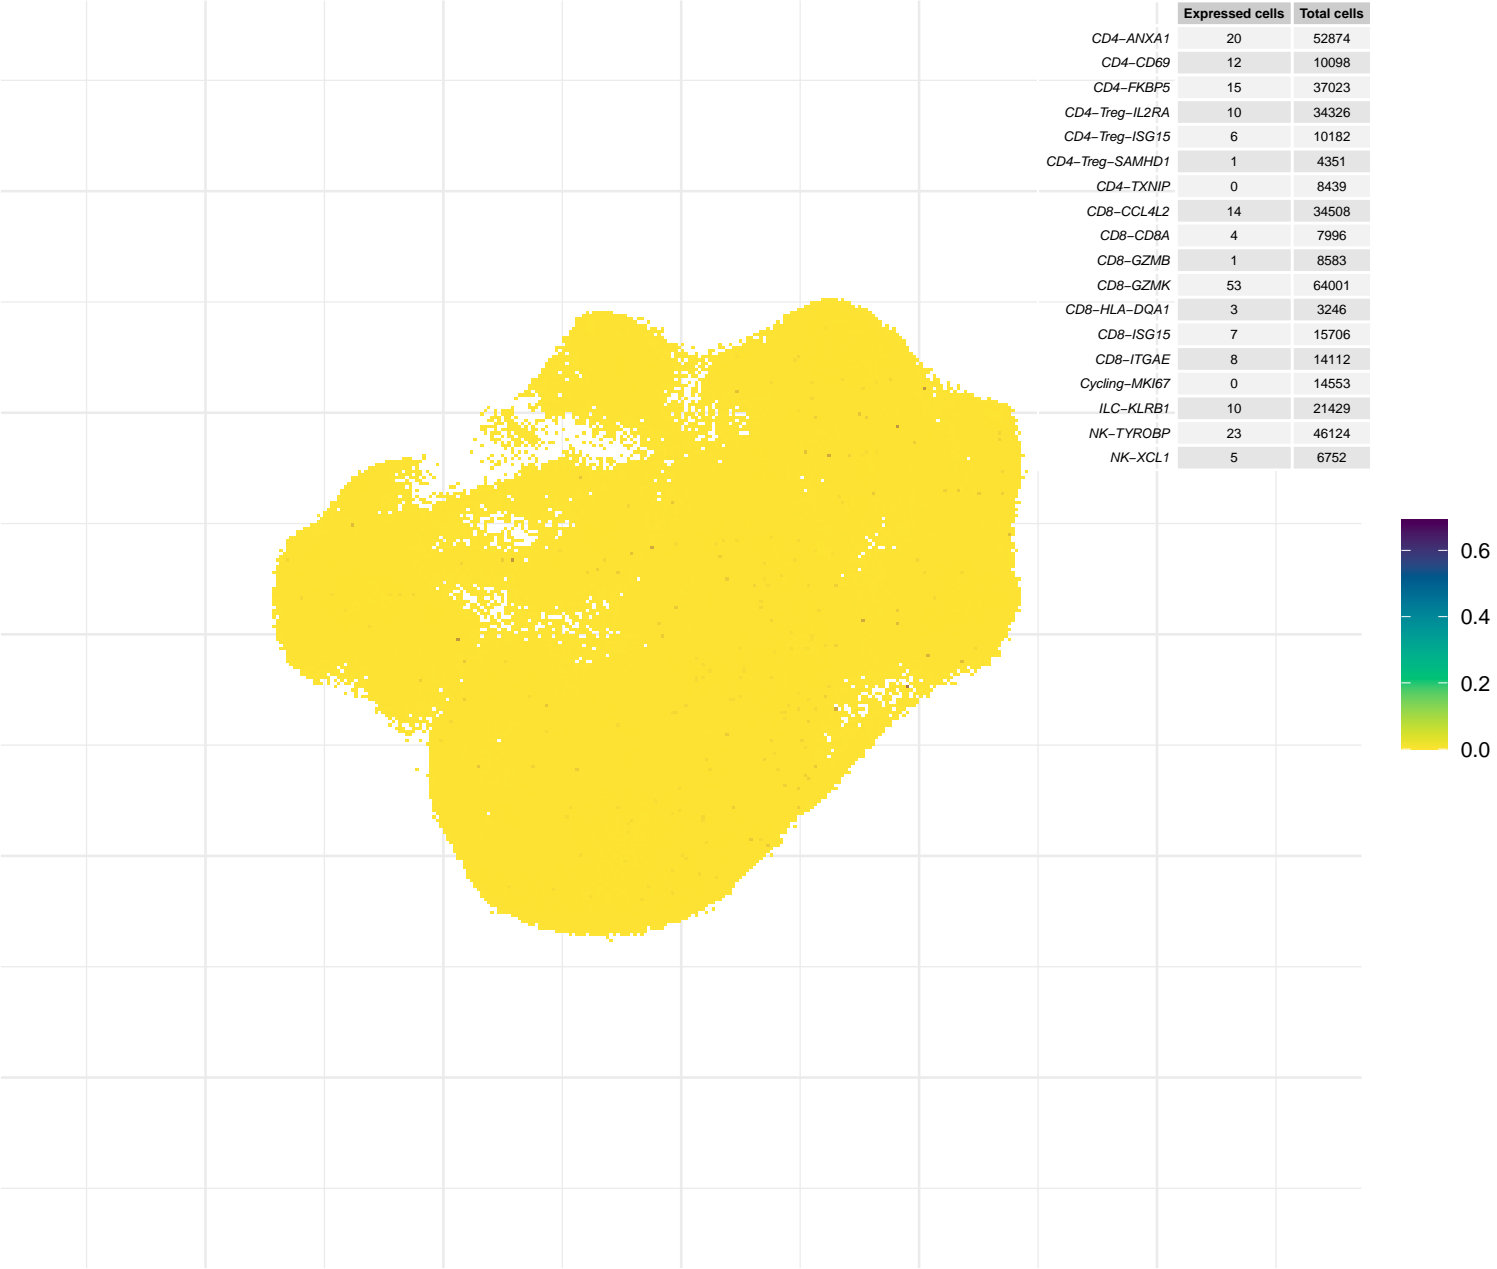 Expressed cells Total cells
CD4−ANXA1 20 52874
CD4−CD69 12 10098
CD4−FKBP5 15 37023
CD4−Treg−IL2RA 10 34326
CD4−Treg−ISG15 6 10182
CD4−Treg−SAMHD1 1 4351
CD4−TXNIP 0 8439
CD8−CCL4L2 14 34508
CD8−CD8A 4 7996
CD8−GZMB 1 8583
CD8−GZMK 53 64001
CD8−HLA−DQA1 3 3246
CD8−ISG15 7 15706
CD8−ITGAE 8 14112
Cycling−MKI67 0 14553
ILC−KLRB1 10 21429
NK−TYROBP 23 46124
NK−XCL1 5 6752
0.6
0.4
0.2
0.0